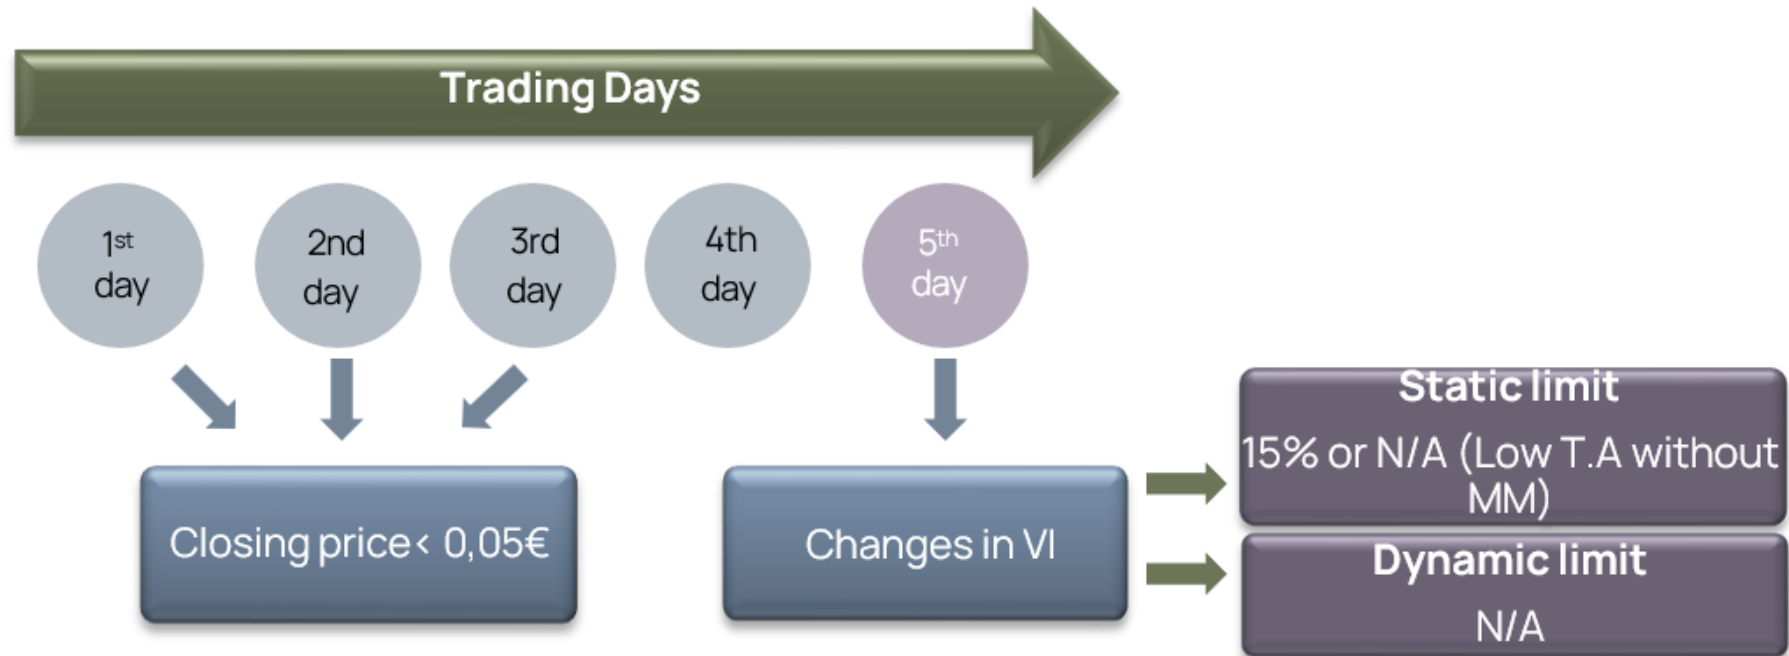 Trading Days
1st
day
2nd
day
3rd
day
4th
day
5th
day
Closing price< 0,05€
Changes in VI
Static limit
15% or N/A (Low T.A without
MM)
Dynamic limit
N/A